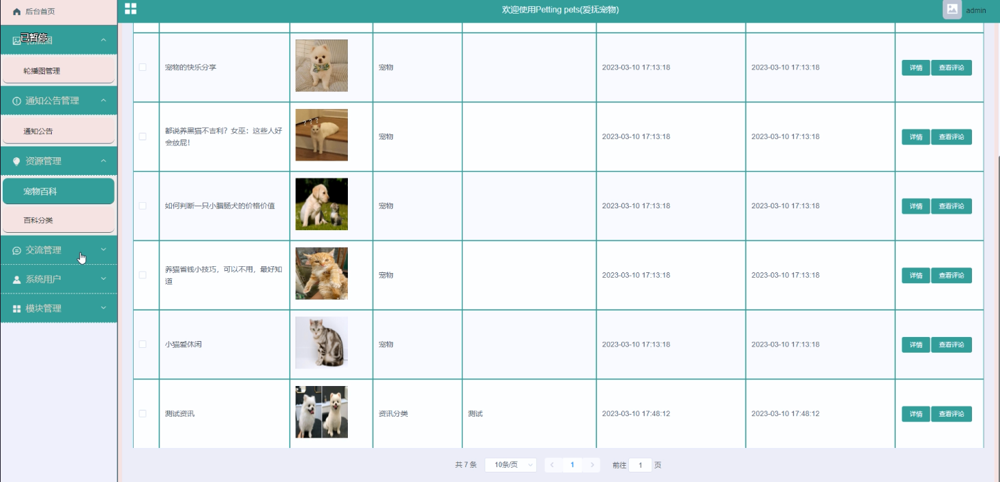 后台首页
欢迎使用Petting pets(爱抚宠物)
admin
已暂停
轮播图管理
通知公告管理
通知公告
资源管理
宠物百科
百科分类
交流管理
系统用户
模块管理
宠物的快乐分享
宠物
2023-03-10 17:13:18
2023-03-10 17:13:18
详情
查看评论
都说养黑猫不吉利？女巫：这些人好
会放屁！
? ? ?
宠物
2023-03-10 17:13:18
2023-03-10 17:13:18
详情
查看评论
如何判断一只小腊肠犬的价格价值
宠物
2023-03-10 17:13:18
2023-03-10 17:13:18
详情
查看评论
养猫省钱小技巧，可以不用，最好知
道
宠物
2023-03-10 17:13:18
2023-03-10 17:13:18
详情
查看评论
小猫爱休闲
宠物
2023-03-10 17:13:18
2023-03-10 17:13:18
详情
查看评论
测试资讯
资讯分类
测试
2023-03-10 17:48:12
2023-03-10 17:48:12
详情
查看评论
共 7 条
10条/页
1
前往
1
页